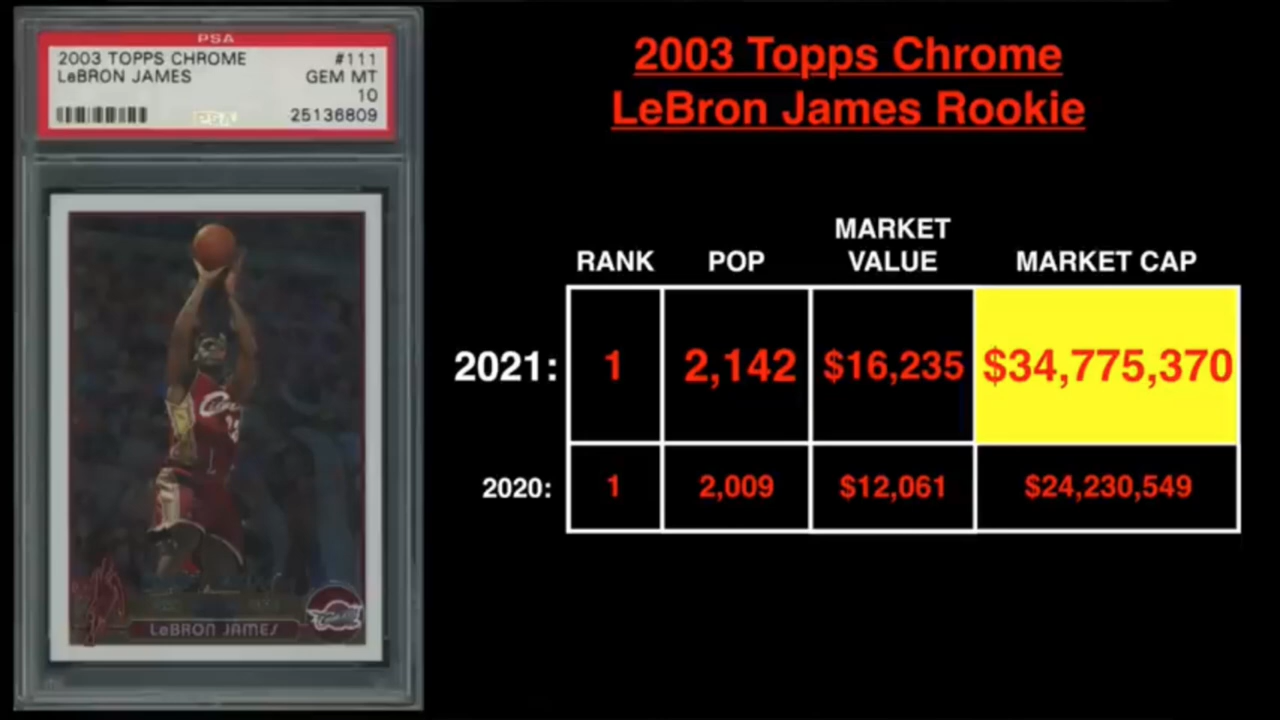 PSA
2003 TOPPS CHROME #111
LeBRON JAMES GEM MT
10
25136809
PSA
LeBRON JAMES
2003 Topps Chrome
LeBron James Rookie
RANK POP MARKET VALUE MARKET CAP
2021: 1 2,142 $16,235 $34,775,370
2020: 1 2,009 $12,061 $24,230,549